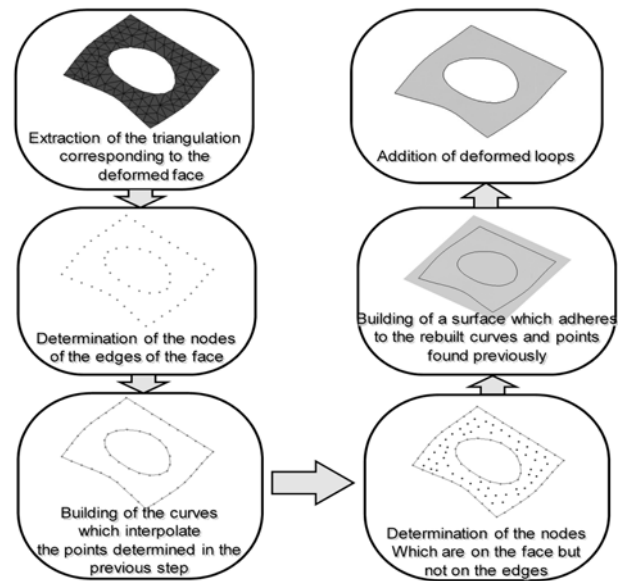 Extraction of the triangulation
corresponding to the
deformed face
Determination of the nodes
of the edges of the face
Building of the curves
which interpolate
the points determined in the
previous step
Determination of the nodes
Which are on the face but
not on the edges
Building of a surface which adheres
to the rebuilt curves and points
found previously
Addition of deformed loops